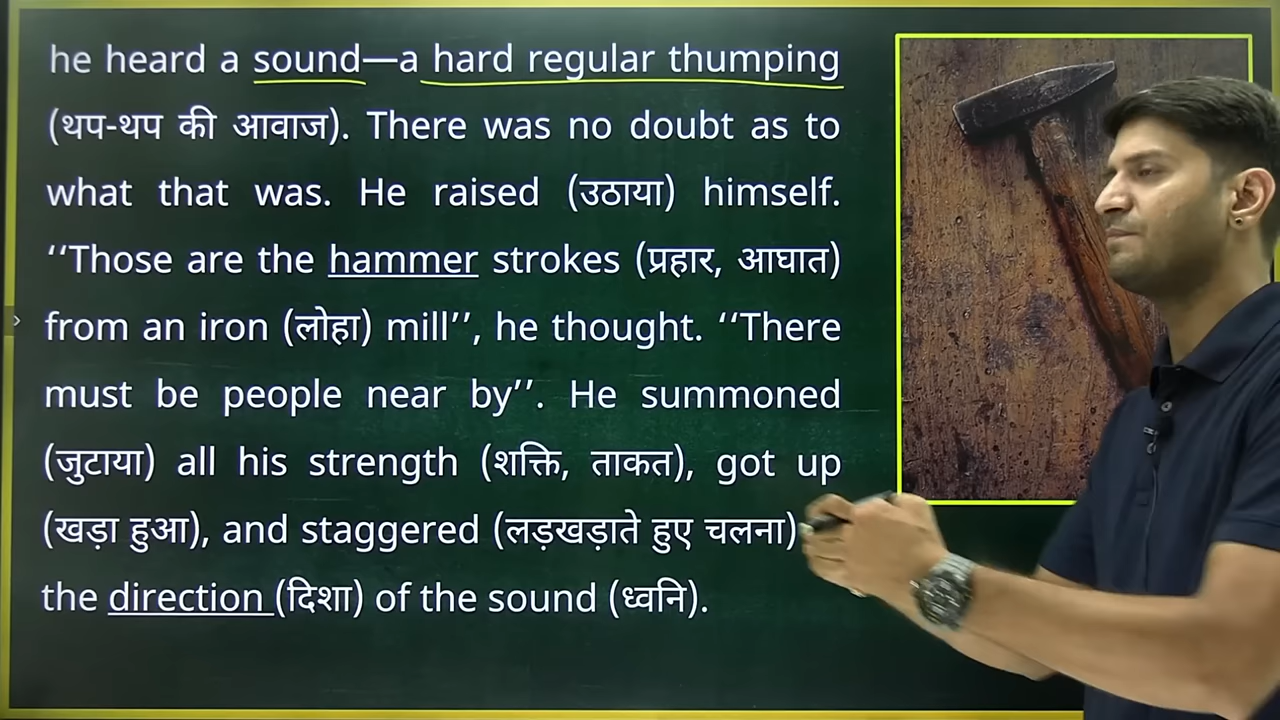 he heard a sound—a hard regular thumping
(थप-थप की आवाज). There was no doubt as to
what that was. He raised (उठाया) himself.
‘‘Those are the hammer strokes (प्रहार, आघात)
from an iron (लोहा) mill’’, he thought. ‘‘There
must be people near by’’. He summoned
(जुटाया) all his strength (शक्ति, ताकत), got up
(खड़ा हुआ), and staggered (लड़खड़ाते हुए चलना)
the direction (दिशा) of the sound (ध्वनि).